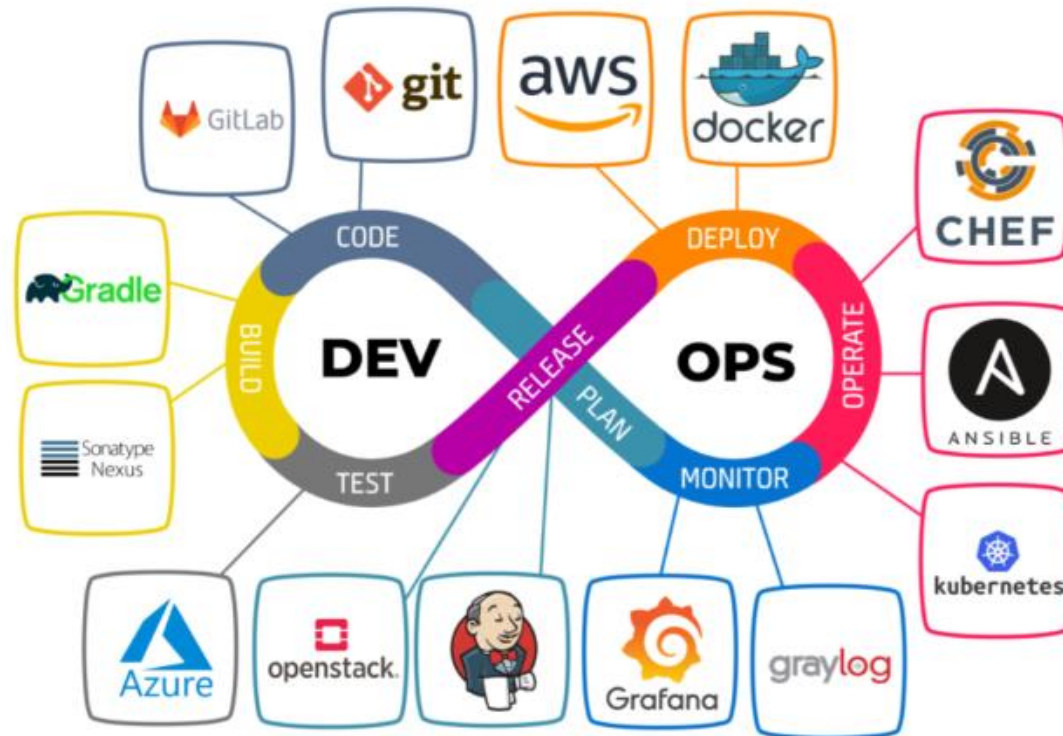 GitLab
git
aws
docker
CHEF
Gradle
CODE
DEPLOY
BUILD
DEV
RELEASE
OPS
OPERATE
PLAN
ANSIBLE
Sonatype
Nexus
TEST
MONITOR
kubernetes
Azure
openstack.
Grafana
graylog